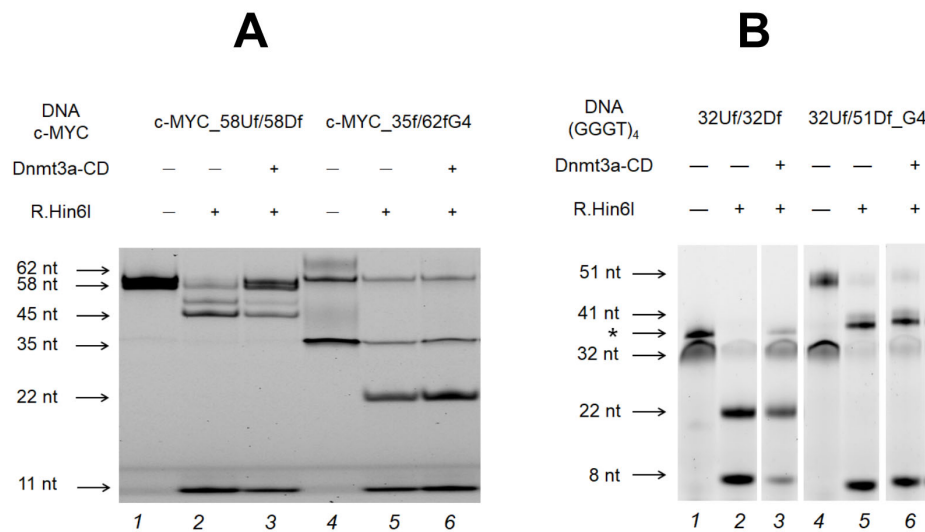 A
DNA
c-MYC
c-MYC_58Uf/58Df c-MYC_35f/62fG4
Dnmt3a-CD — — + — — +
R.Hin6I — + + — + +
62 nt
58 nt
45 nt
35 nt
22 nt
11 nt
1 2 3 4 5 6
B
DNA
(GGGT)4
32Uf/32Df 32Uf/51Df_G4
Dnmt3a-CD — — + — — +
R.Hin6I — + + — + +
51 nt
41 nt
*
32 nt
22 nt
8 nt
1 2 3 4 5 6